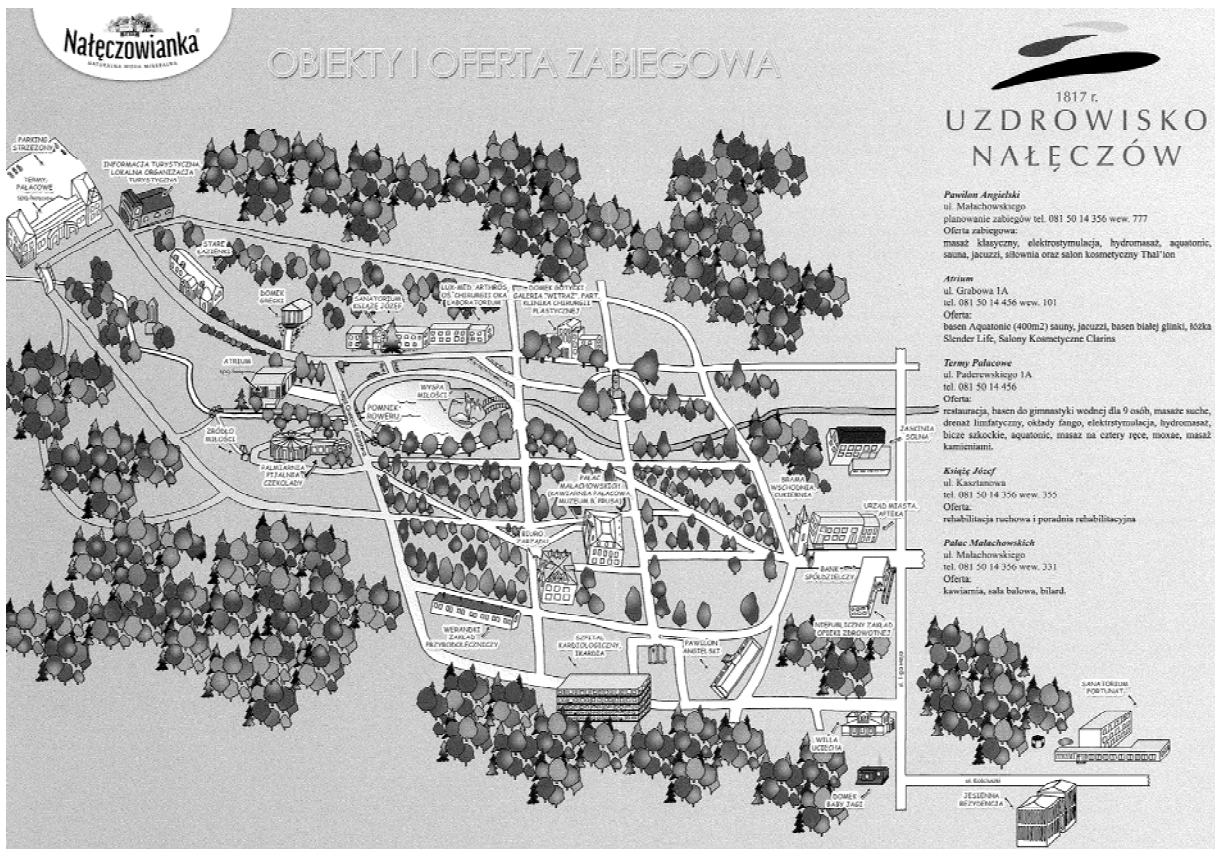 Nałęczowianka
NATURALNA WODA MINERALNA
OBIEKTY I OFERTA ZABIEGOWA
1817 r.
UZDROWISKO
NAŁĘCZÓW
PARKING
STRZEŻONY
TERMY
PAŁACOWE
INFORMACJA TURYSTYCZNA
LOKALNA ORGANIZACJA
TURYSTYCZNA
STARE
ŁAZIENKI
DOMEK
GRECKI
SANATORIUM
KSIĄŻĘ JÓZEF
LUX-MED, ARTHROS
OŚ. CHIRURGII OKA
LABORATORIUM
DOMEK GOTYCKI
GALERIA "WITRAŻ", PART.
KLINIKA CHIRURGII
PLASTYCZNEJ
ATRIUM
WYSPA
MIŁOŚCI
POMNIK
ROWERU
ŹRÓDŁO
MIŁOŚCI
PALMIARNIA
PIJALNIA
CZEKOLADY
PAŁAC
MAŁACHOWSKICH
(KAWIARNIA PAŁACOWA,
MUZEUM B. PRUSA)
JASKINIA
SOLNA
BRAMA
WSCHODNIA
CUKIERNIA
URZĄD MIASTA,
APTEKA
BIURO
ZARZĄDU
BANK
SPÓŁDZIELCZY
WERANDKI
ZAKŁAD
PRZYRODOLECZNICZY
SZPITAL
KARDIOLOGICZNY,
IKARDIA
PAWILON
ANGIELSKI
NIEPUBLICZNY ZAKŁAD
OPIEKI ZDROWOTNEJ
ul. Lipowa
SANATORIUM
FORTUNAT
WILLA
UCIECHA
DOMEK
BABY JAGI
JESIENNA
REZYDENCJA
Pawilon Angielski
ul. Małachowskiego
planowanie zabiegów tel. 081 50 14 356 wew. 777
Oferta zabiegowa:
masaż klasyczny, elektrostymulacja, hydromasaż, aquatonic,
sauna, jacuzzi, siłownia oraz salon kosmetyczny Thal'ion
Atrium
ul. Grabowa 1A
tel. 081 50 14 456 wew. 101
Oferta:
basen Aquatonic (400m2) sauny, jacuzzi, basen białej glinki, łóżka
Slender Life, Salony Kosmetyczne Clarins
Termy Pałacowe
ul. Paderewskiego 1A
tel. 081 50 14 456
Oferta:
restauracja, basen do gimnastyki wodnej dla 9 osób, masaże suche,
drenaż limfatyczny, okłady fango, elektrstymulacja, hydromasaż,
bicze szkockie, aquatonic, masaż na cztery ręce, moxae, masaż
kamieniami.
Książę Józef
ul. Kasztanowa
tel. 081 50 14 356 wew. 355
Oferta:
rehabilitacja ruchowa i poradnia rehabilitacyjna
Pałac Małachowskich
ul. Małachowskiego
tel. 081 50 14 356 wew. 331
Oferta:
kawiarnia, sala balowa, bilard.